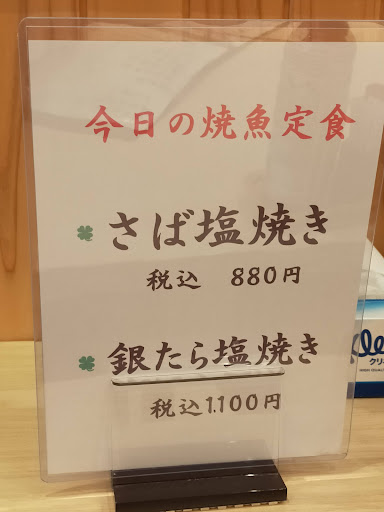 今日の焼魚定食
さば塩焼き
税込 880円
銀たら塩焼き
税込1.100円